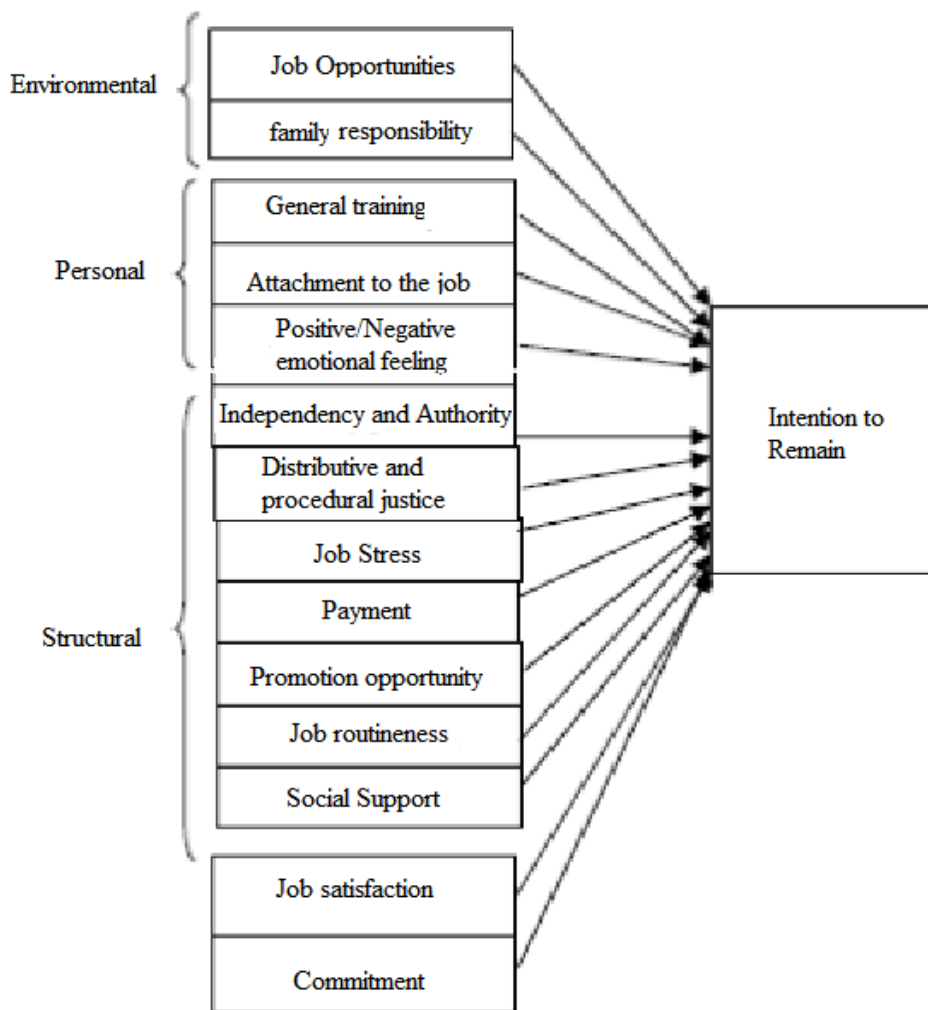 Environmental
Job Opportunities
family responsibility
Personal
General training
Attachment to the job
Positive/Negative
emotional feeling
Structural
Independency and Authority
Distributive and
procedural justice
Job Stress
Payment
Promotion opportunity
Job routineness
Social Support
Job satisfaction
Commitment
Intention to
Remain